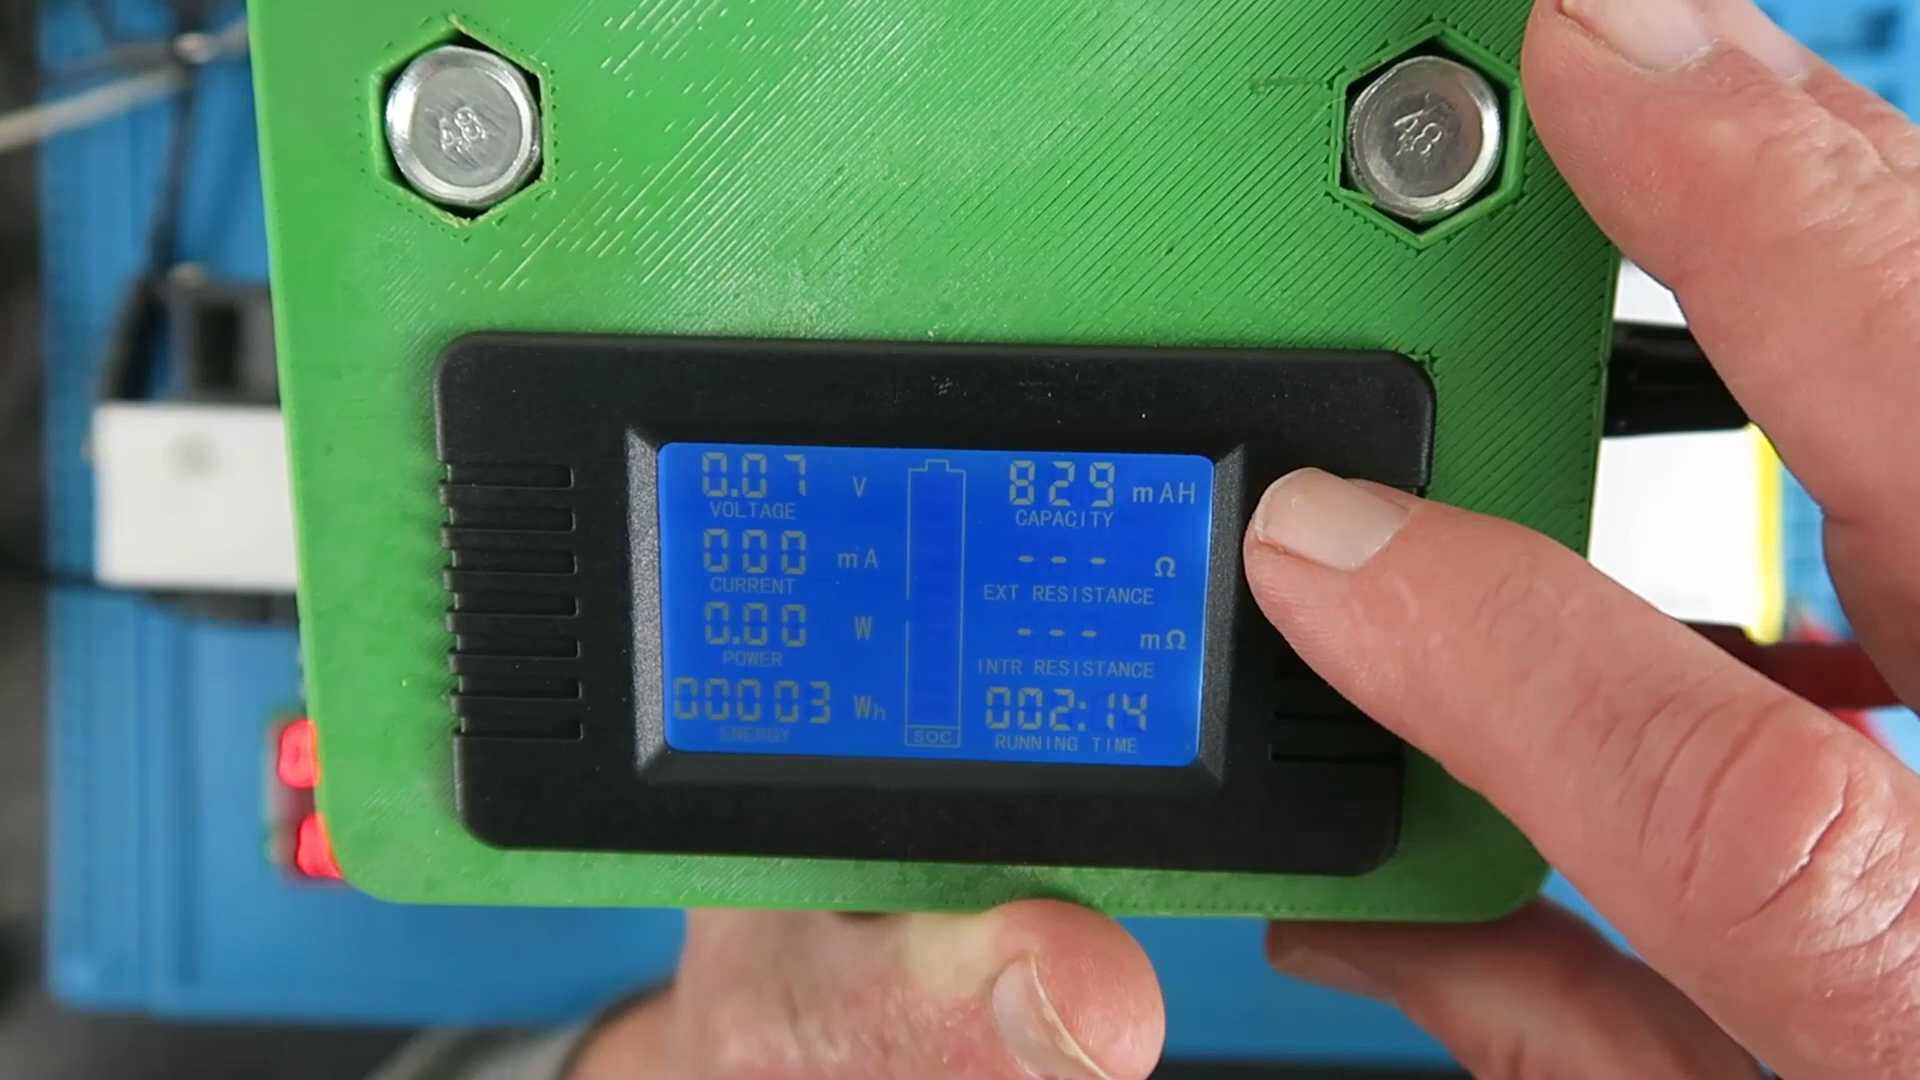 0.07 V
VOLTAGE
000 mA
CURRENT
0.00 W
POWER
00003 Wh
ENERGY
SOC
829 mAH
CAPACITY
--- Ω
EXT RESISTANCE
--- mΩ
INTR RESISTANCE
002:14
RUNNING TIME